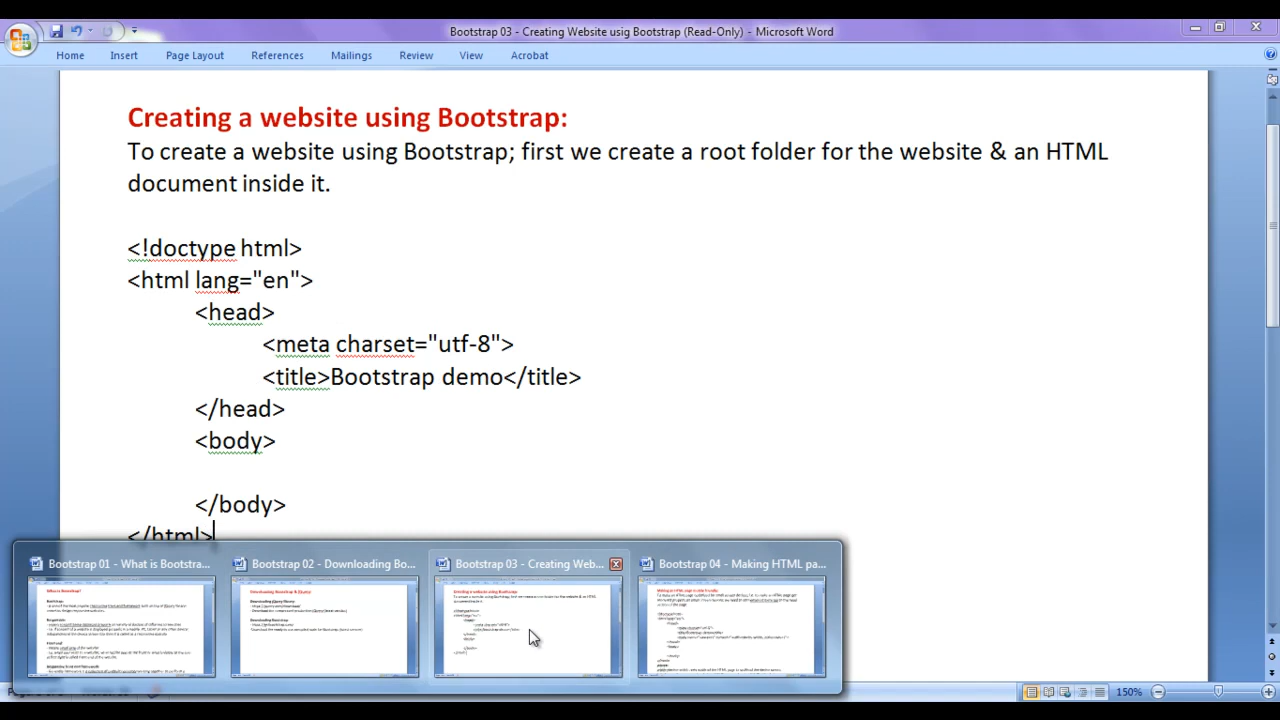 Bootstrap 03 - Creating Website usig Bootstrap (Read-Only) - Microsoft Word
Home Insert Page Layout References Mailings Review View Acrobat
Creating a website using Bootstrap:
To create a website using Bootstrap; first we create a root folder for the website & an HTML
document inside it.
<!doctype html>
<html lang="en">
<head>
<meta charset="utf-8">
<title>Bootstrap demo</title>
</head>
<body>
</body>
</html>
Bootstrap 01 - What is Bootstra... Bootstrap 02 - Downloading Bo... Bootstrap 03 - Creating Web... Bootstrap 04 - Making HTML pa...
150%